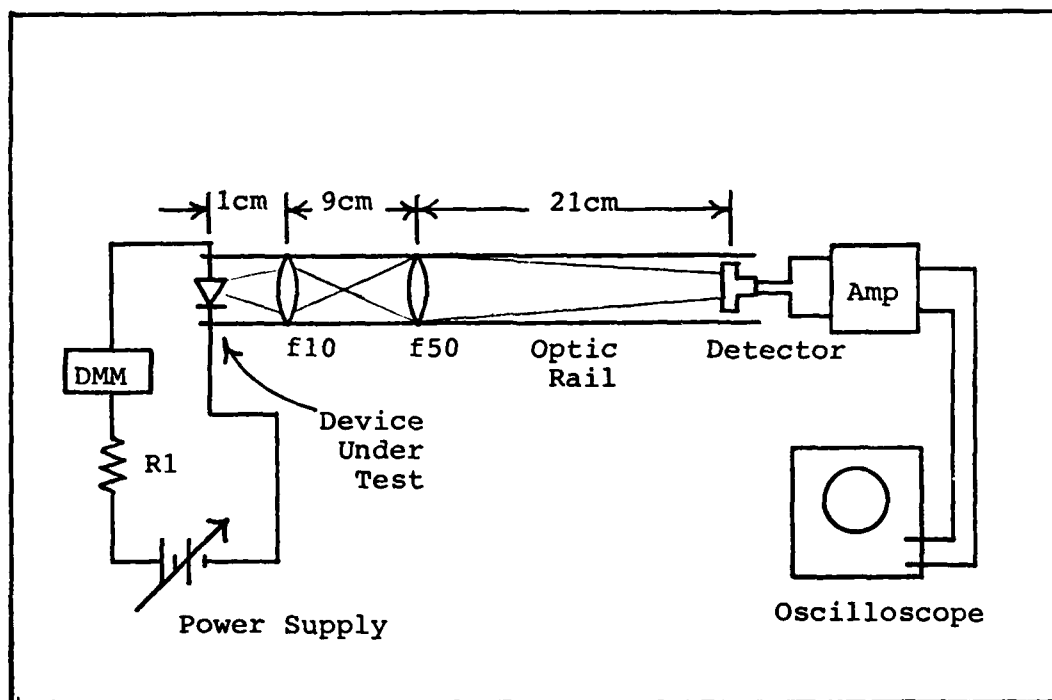 1cm 9cm 21cm
Amp
f10 f50 Optic Rail Detector
DMM
Device Under Test
R1
Power Supply
Oscilloscope